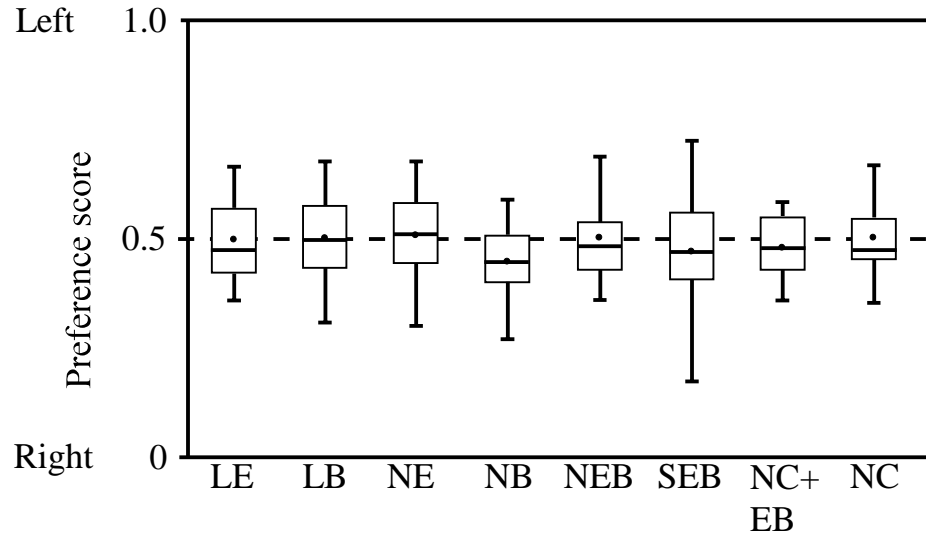 Left 1.0
Preference score
0.5
Right 0
LE LB NE NB NEB SEB NC+ NC
EB